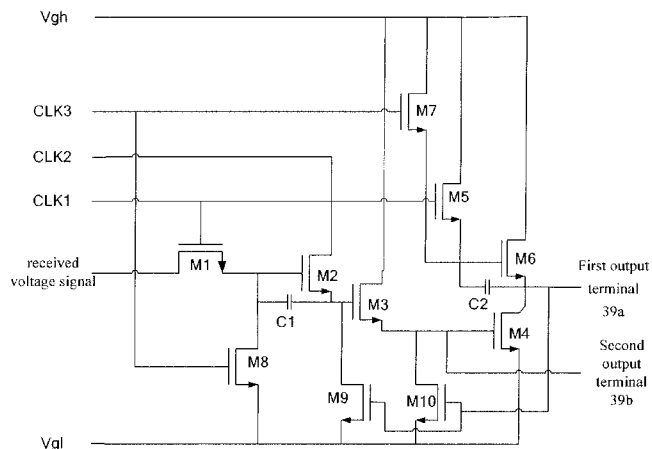 Vgh
CLK3
M7
CLK2
CLK1
M5
received
voltage signal
M1
M2
M6
First output
terminal
39a
C1
M3
C2
M4
Second
output
terminal
39b
M8
M9
M10
Vgl